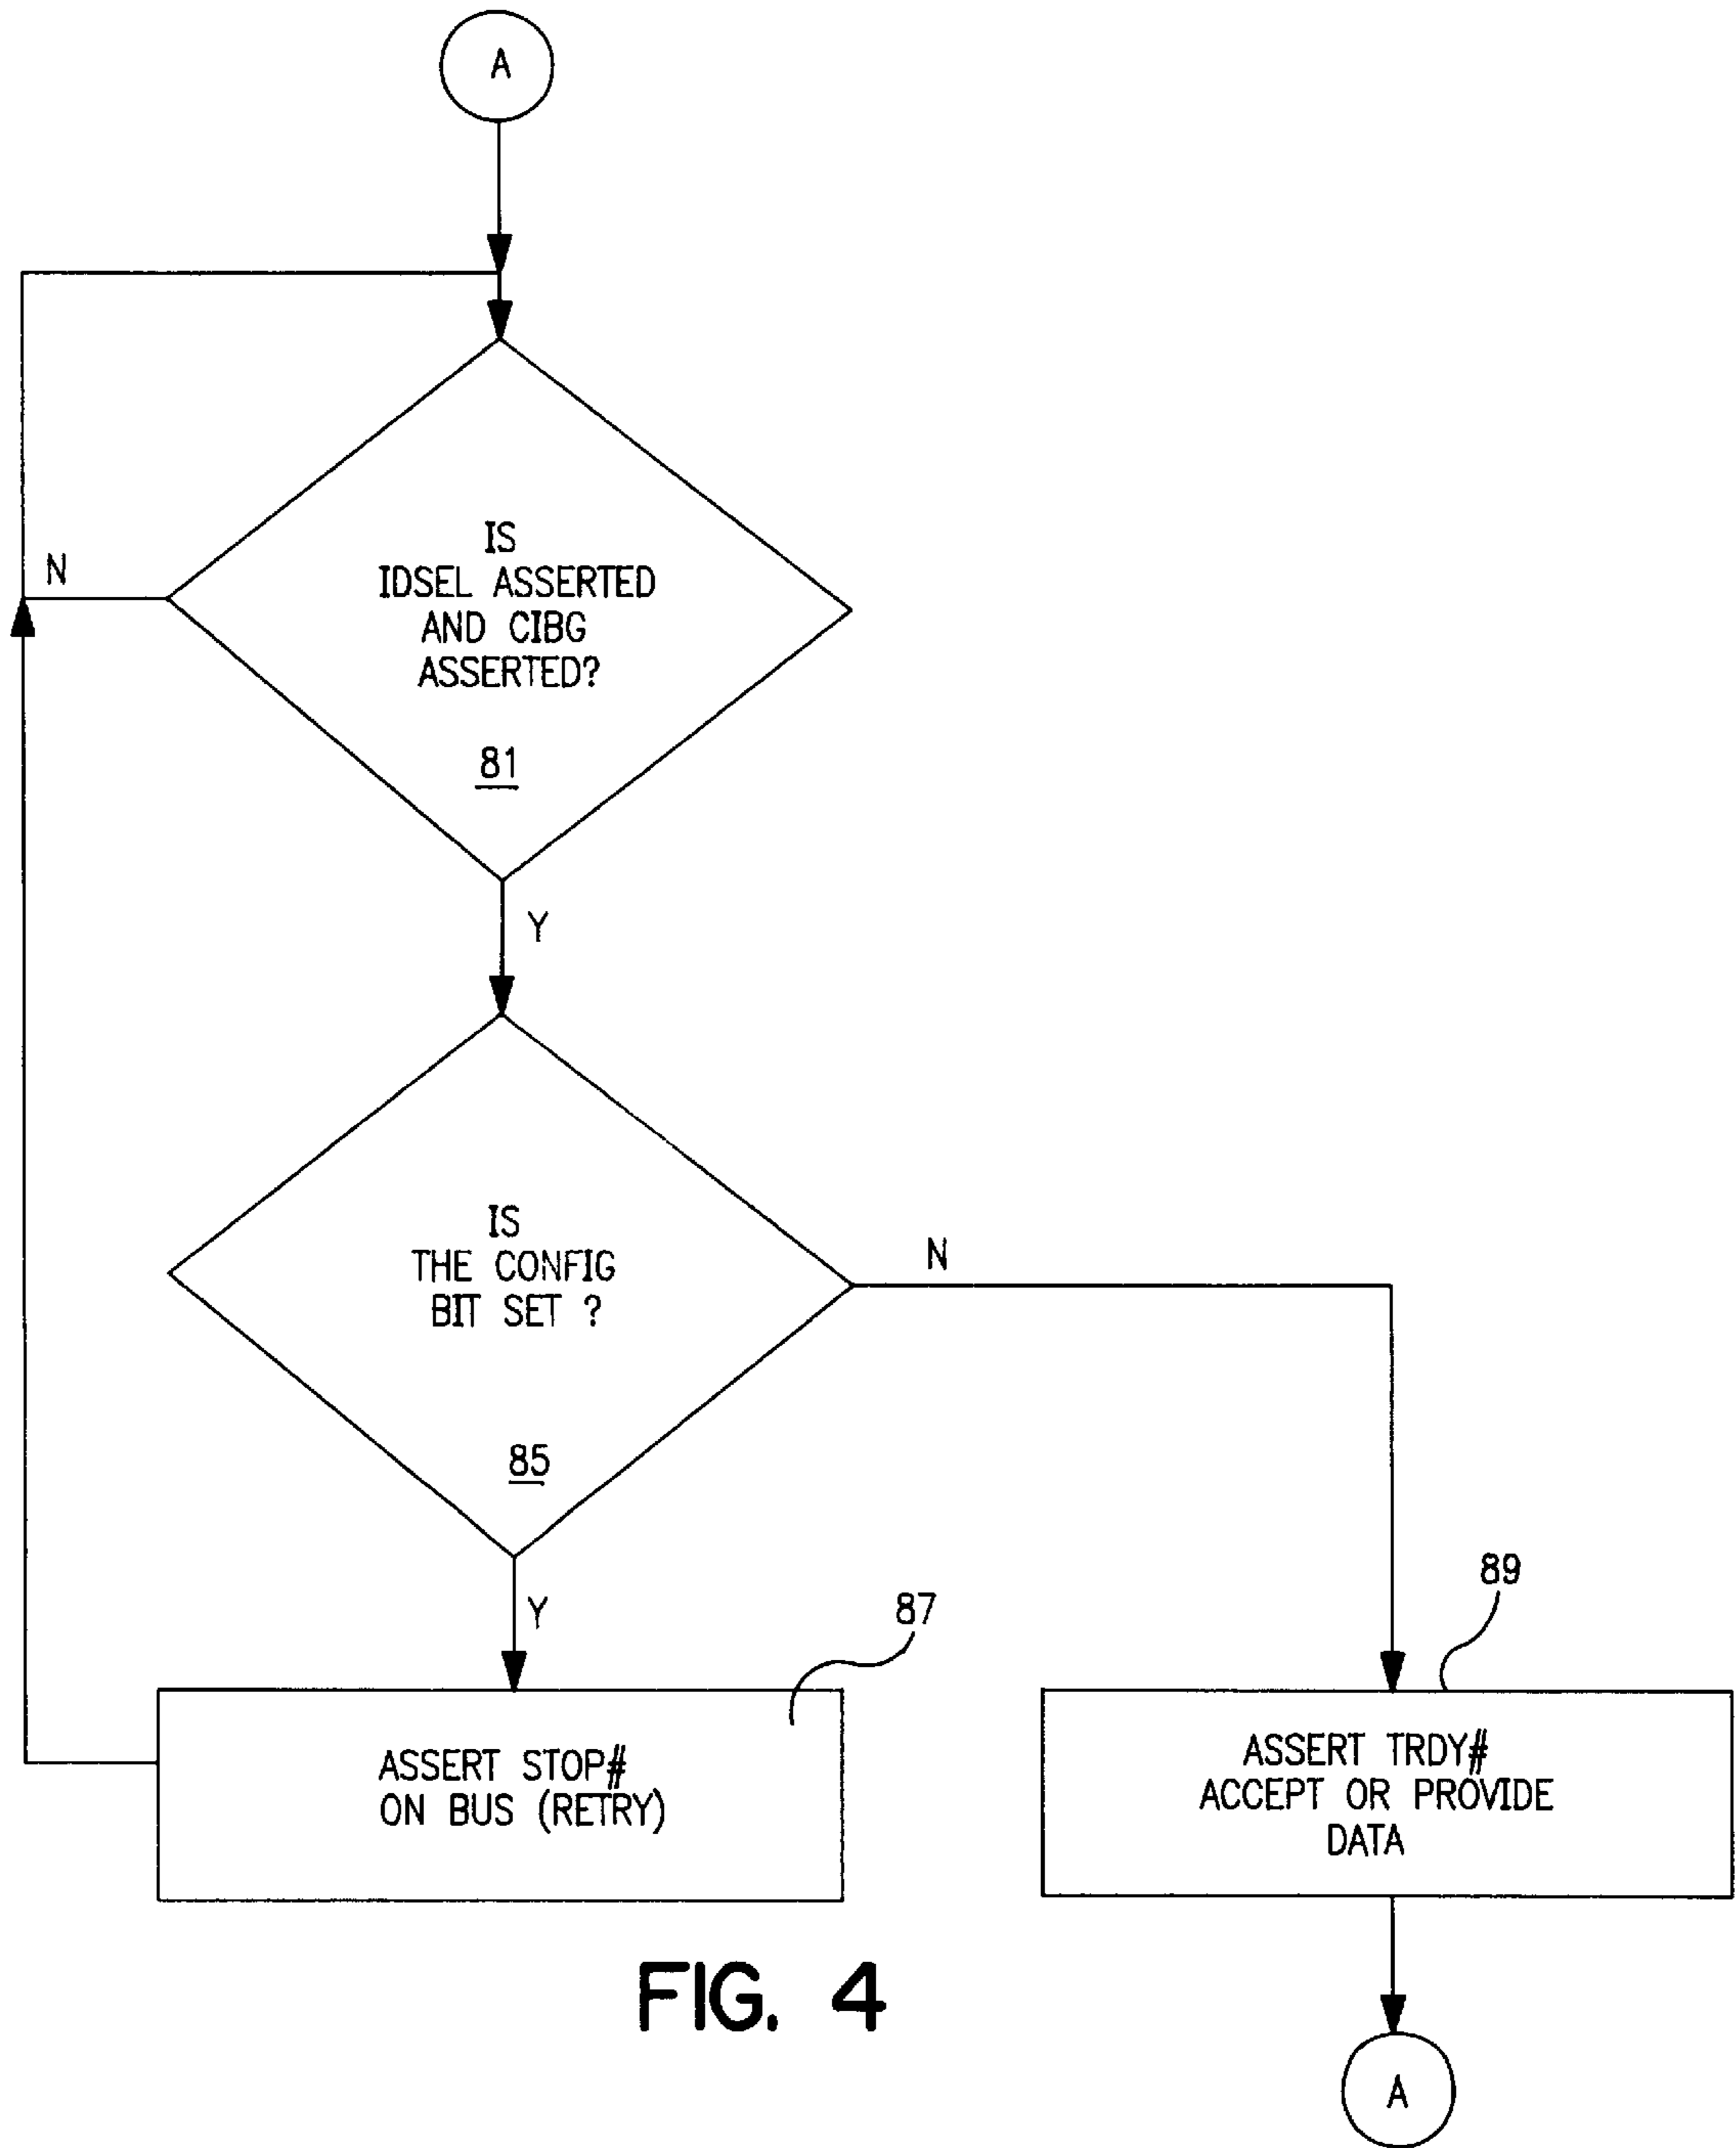 A
IS
IDSEL ASSERTED
AND CIBG
ASSERTED?
81
N
Y
IS
THE CONFIG
BIT SET ?
85
N
Y
87
ASSERT STOP#
ON BUS (RETRY)
89
ASSERT TRDY#
ACCEPT OR PROVIDE
DATA
A
FIG. 4